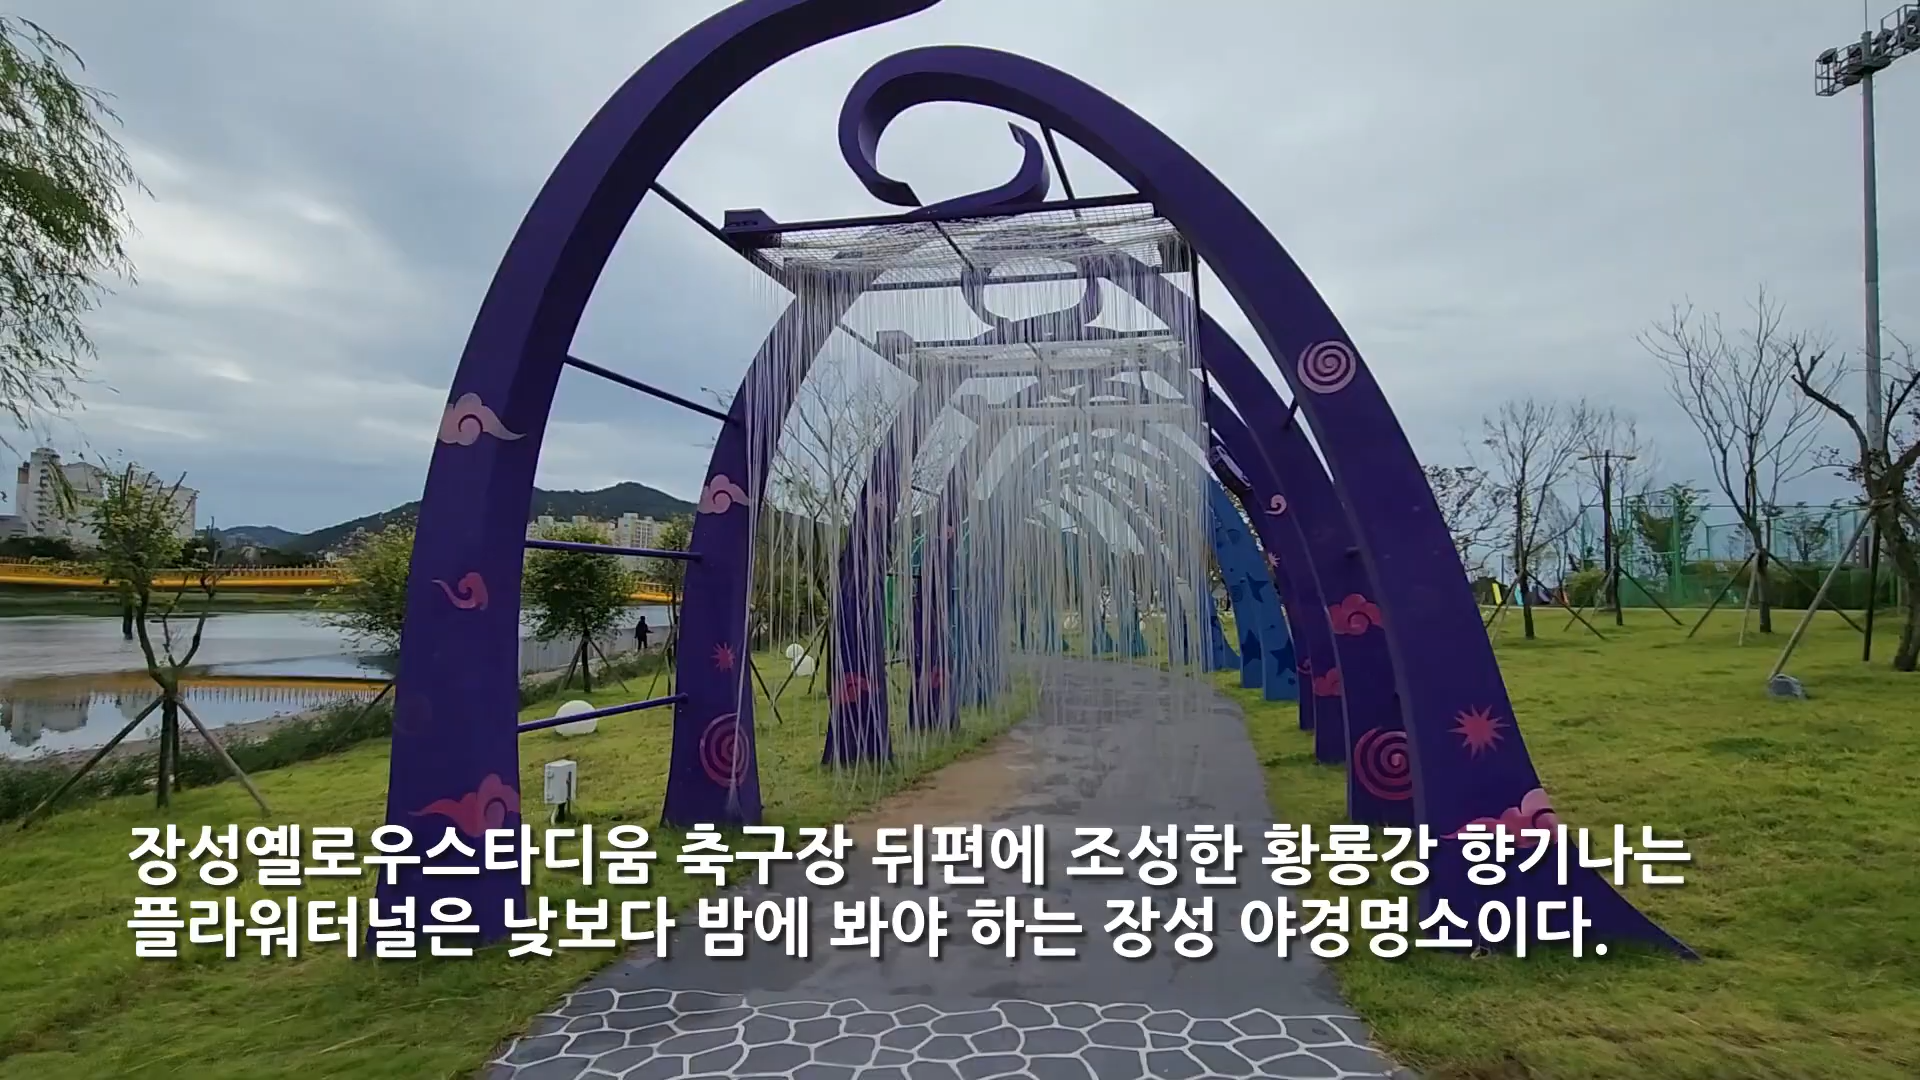 장성옐로우스타디움 축구장 뒤편에 조성한 황룡강 향기나는
플라워터널은 낮보다 밤에 봐야 하는 장성 야경명소이다.